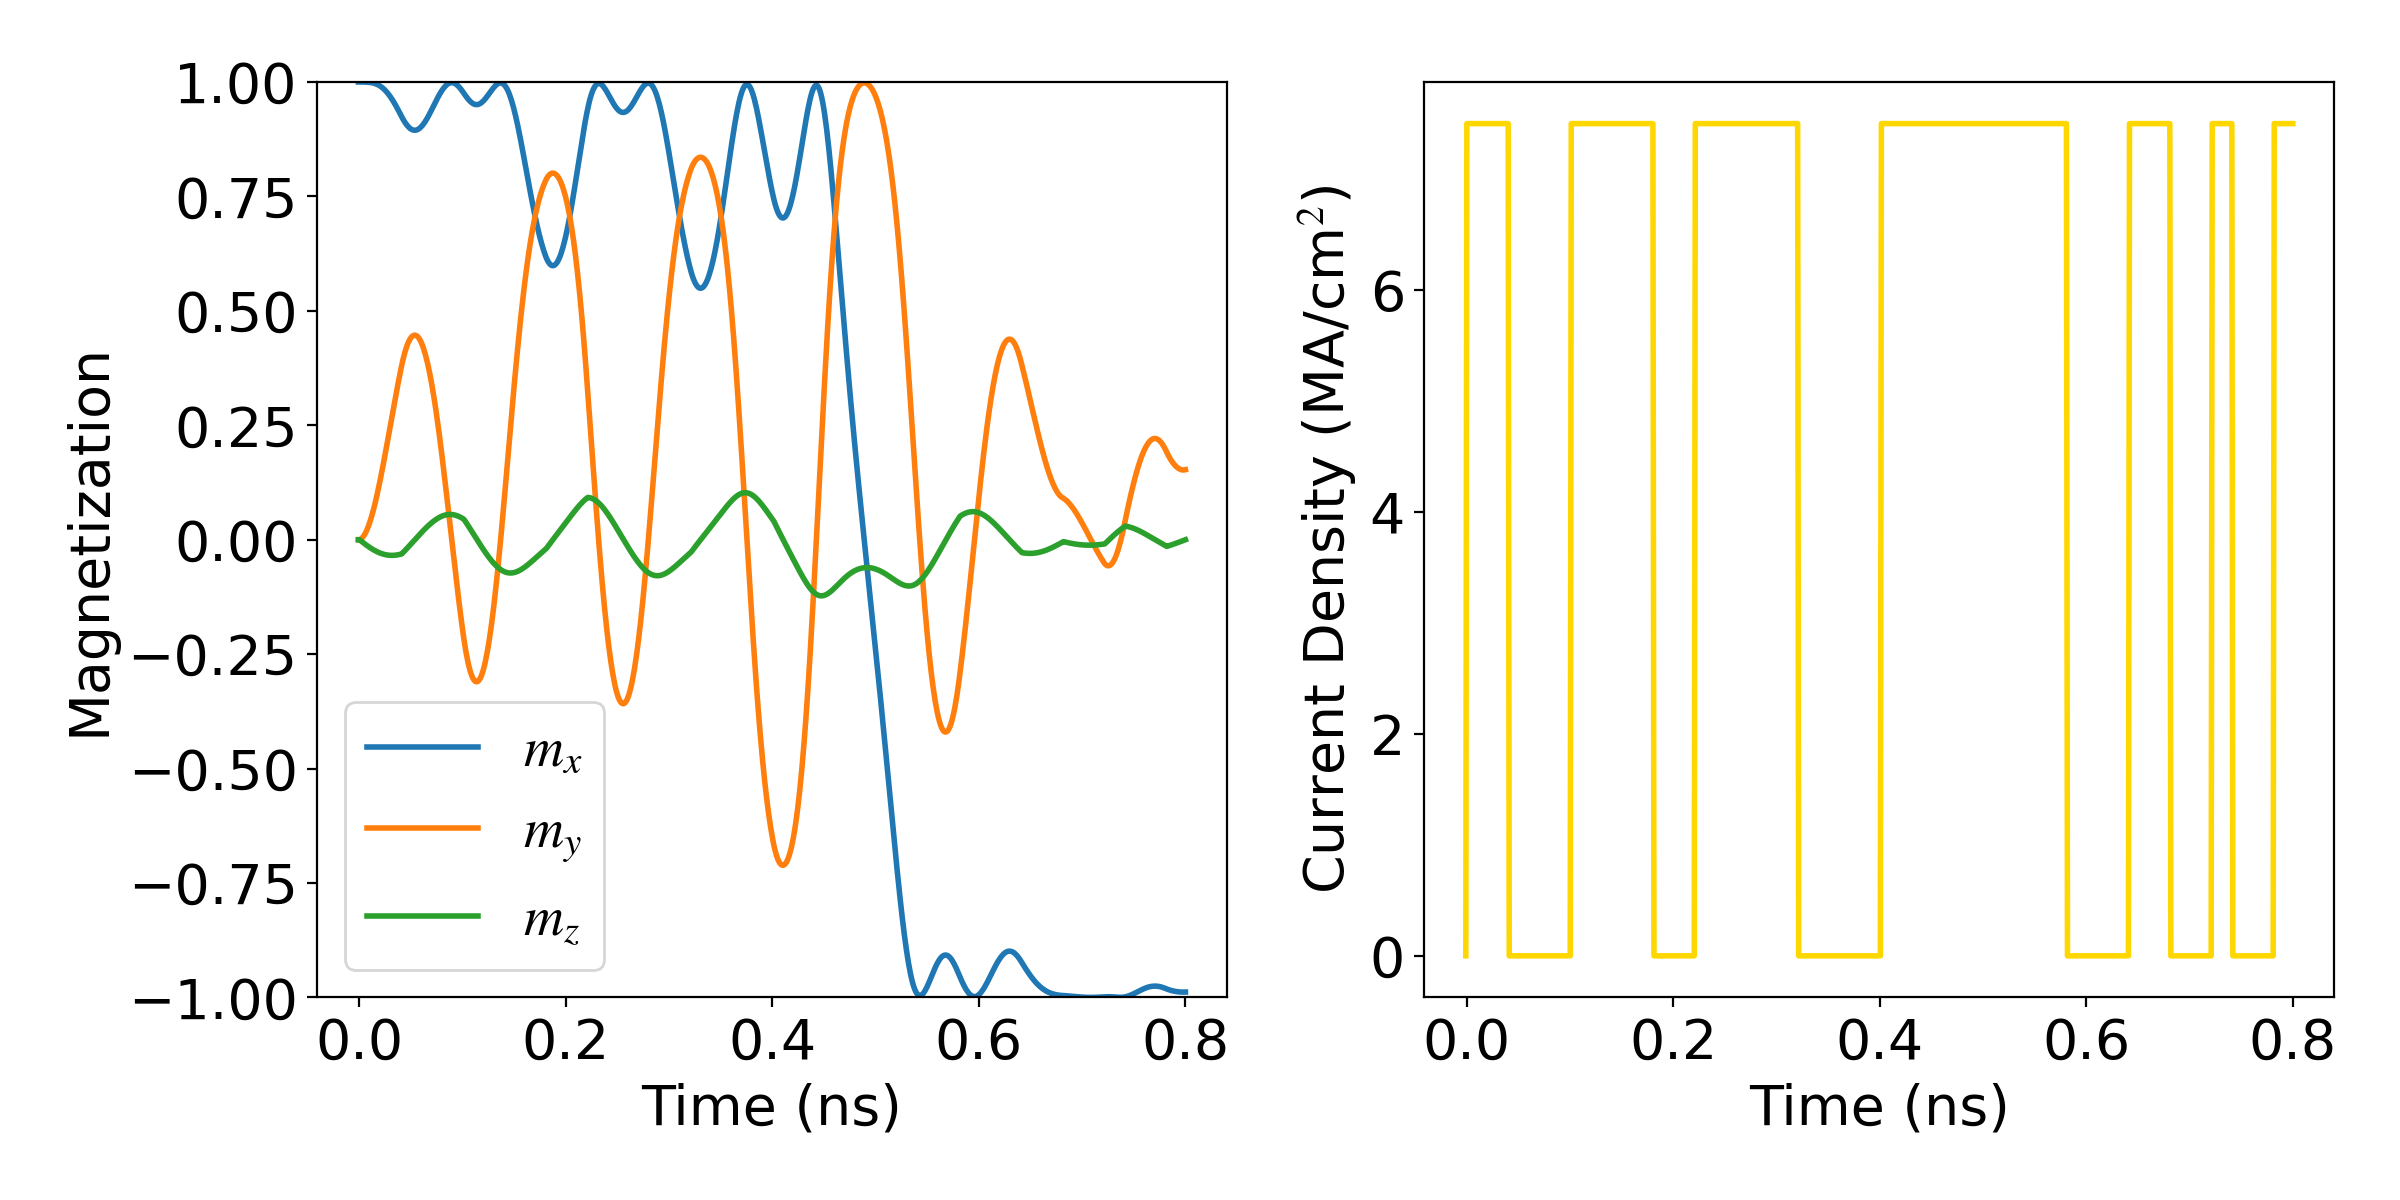 Magnetization
1.00
0.75
0.50
0.25
0.00
−0.25
−0.50
−0.75
−1.00
m_x
m_y
m_z
0.0 0.2 0.4 0.6 0.8
Time (ns)
Current Density (MA/cm²)
6
4
2
0
0.0 0.2 0.4 0.6 0.8
Time (ns)